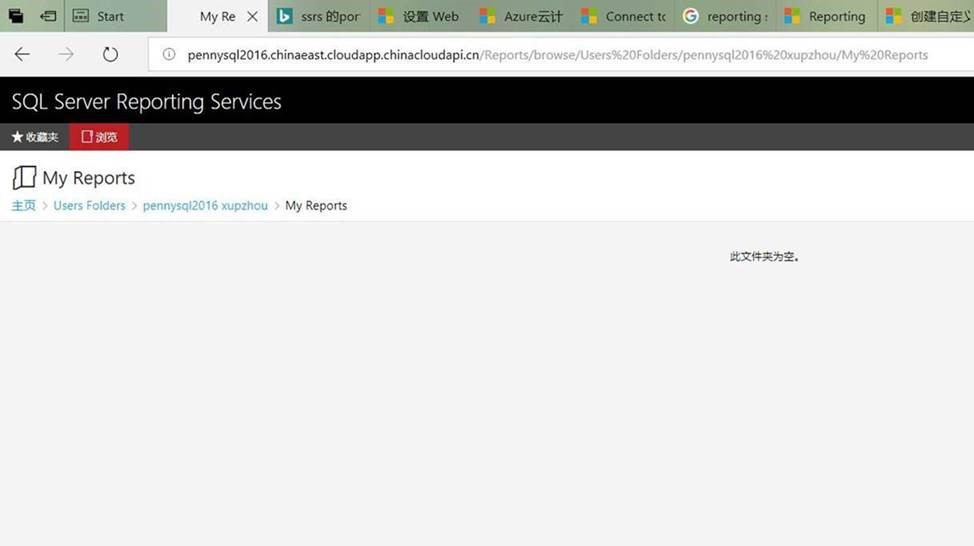 Start My Re ssrs 的por 设置 Web Azure云计 Connect to reporting s Reporting 创建自定义
pennysql2016.chinaeast.cloudapp.chinacloudapi.cn/Reports/browse/Users%20Folders/pennysql2016%20xupzhou/My%20Reports
SQL Server Reporting Services
收藏夹 浏览
My Reports
主页 > Users Folders > pennysql2016 xupzhou > My Reports
此文件夹为空。